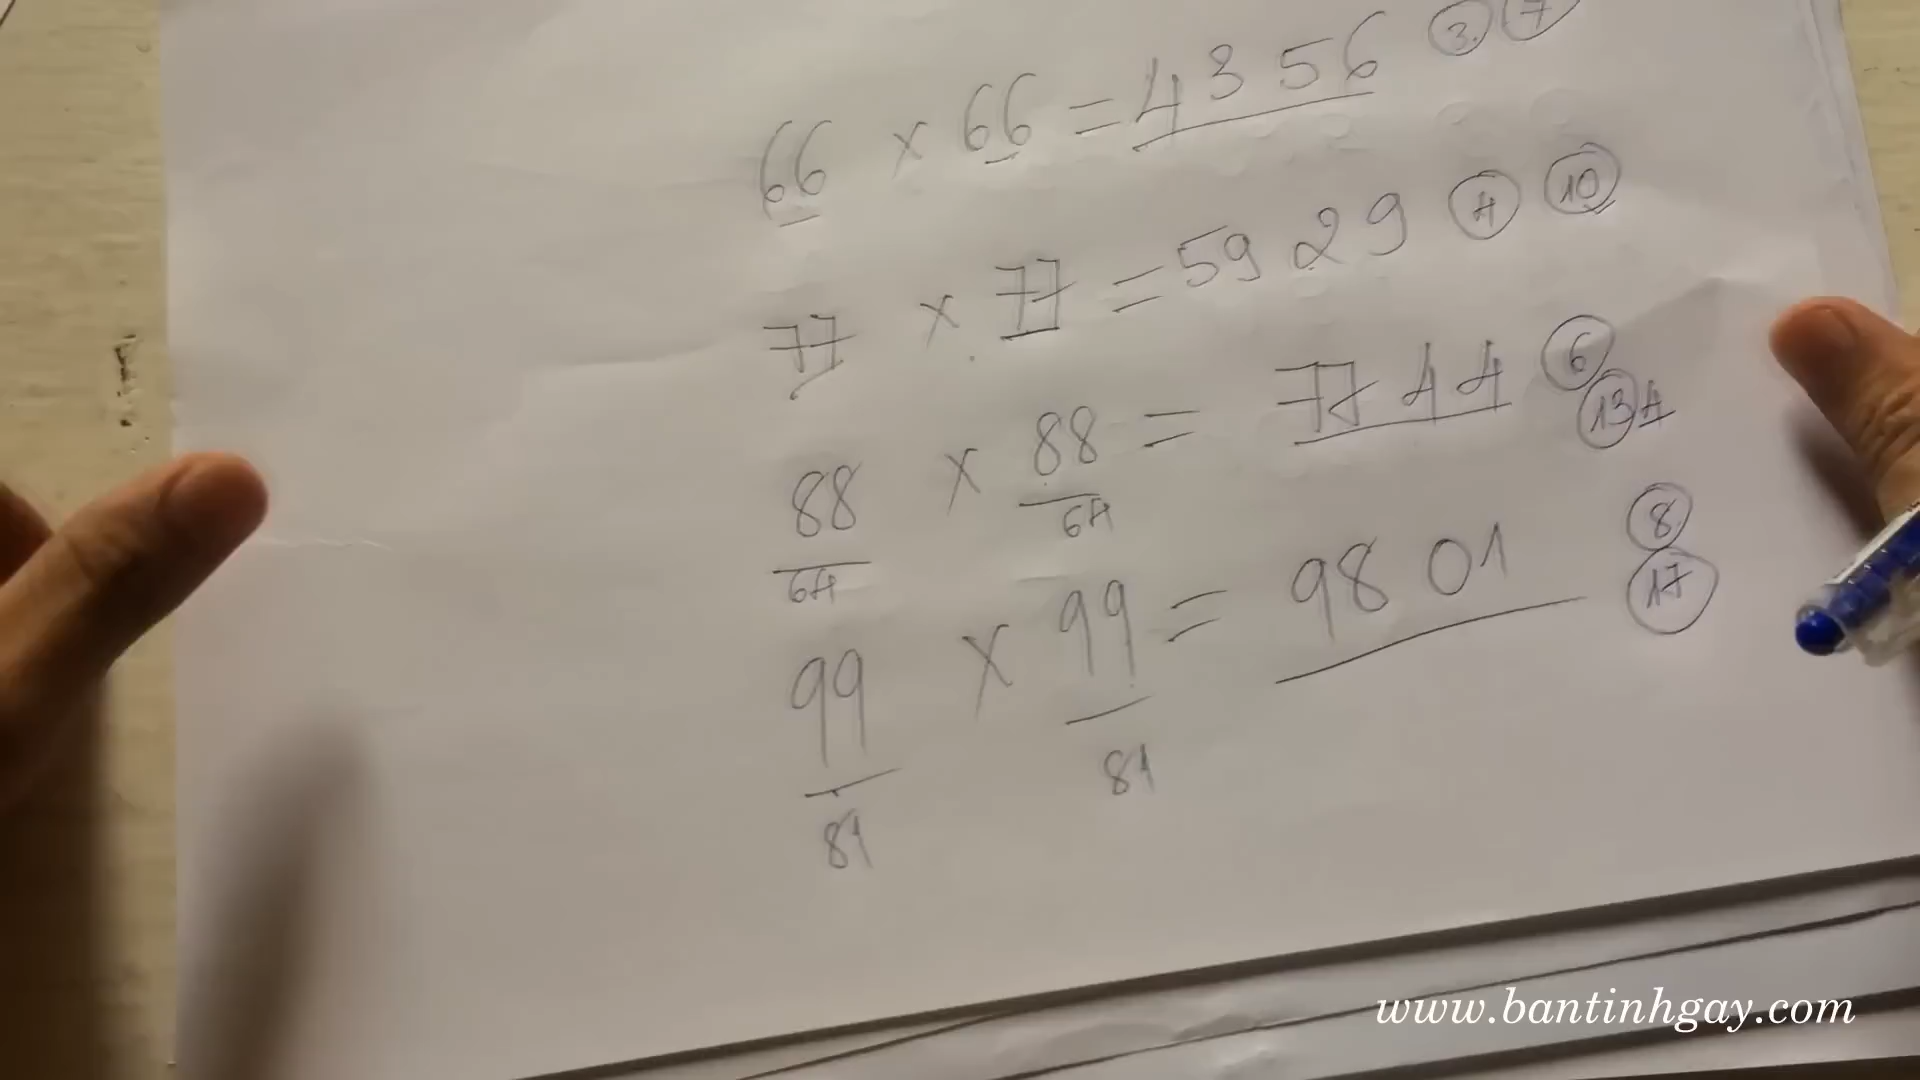 66 × 66 = 4356 3 7
77 × 77 = 5929 4 10
88 × 88 = 7744 6
13 4
64 64
99 × 99 = 9801 8
17
81 81
www.bantinhgay.com